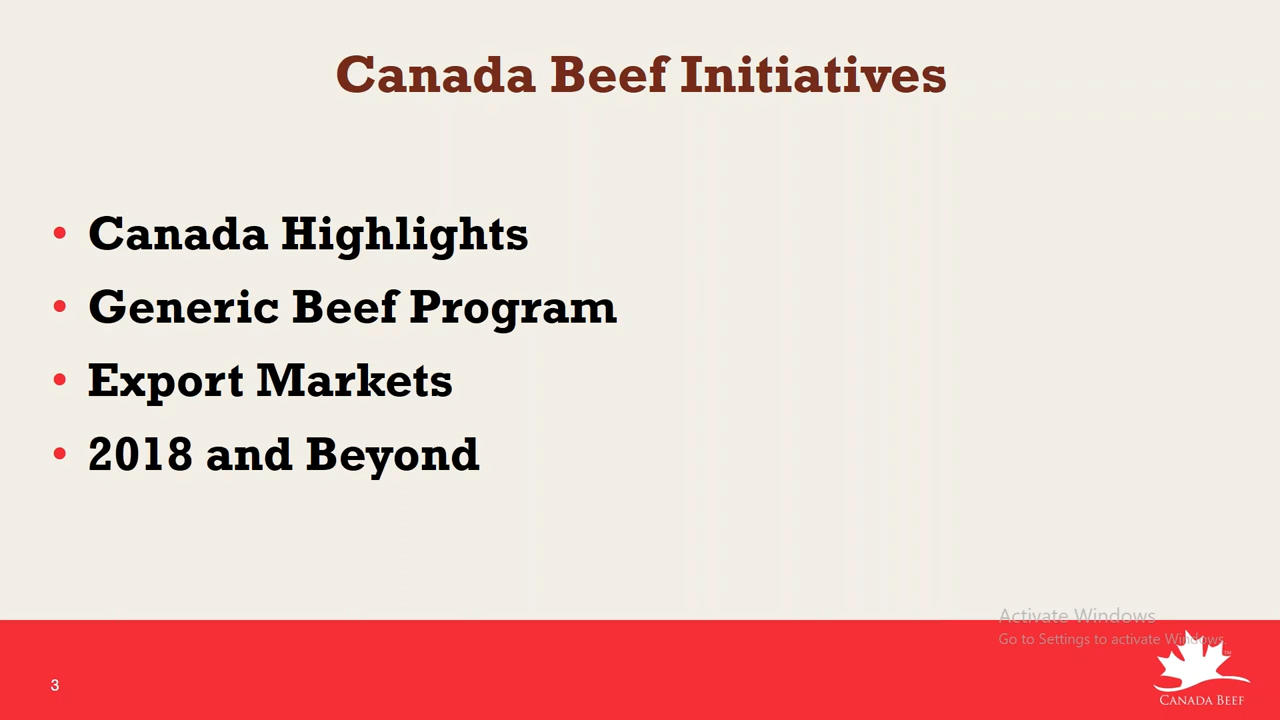 Canada Beef Initiatives
• Canada Highlights
• Generic Beef Program
• Export Markets
• 2018 and Beyond
Activate Windows
Go to Settings to activate Windows.
3
CANADA BEEF